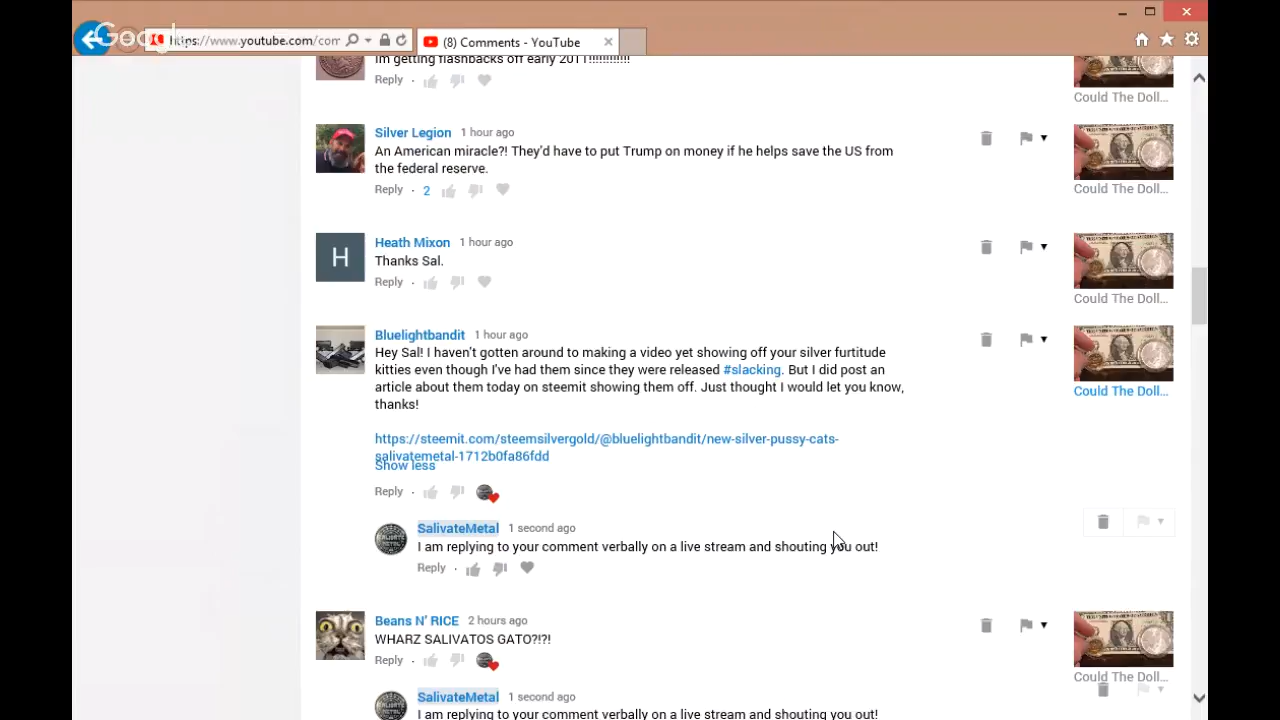 Google
https://www.youtube.com/com
(8) Comments - YouTube
Im getting flashbacks off early 2011!!!!!!!!!!!!
Reply ·
Could The Doll...
Silver Legion 1 hour ago
An American miracle?! They'd have to put Trump on money if he helps save the US from
the federal reserve.
Reply · 2
Could The Doll...
H
Heath Mixon 1 hour ago
Thanks Sal.
Reply ·
Could The Doll...
Bluelightbandit 1 hour ago
Hey Sal! I haven't gotten around to making a video yet showing off your silver furtitude
kitties even though I've had them since they were released #slacking. But I did post an
article about them today on steemit showing them off. Just thought I would let you know,
thanks!
https://steemit.com/steemsilvergold/@bluelightbandit/new-silver-pussy-cats-
salivatemetal-1712b0fa86fdd
Show less
Reply ·
Could The Doll...
SalivateMetal 1 second ago
I am replying to your comment verbally on a live stream and shouting you out!
Reply ·
Beans N' RICE 2 hours ago
WHARZ SALIVATOS GATO?!?!
Reply ·
Could The Doll...
SalivateMetal 1 second ago
I am replying to your comment verbally on a live stream and shouting you out!